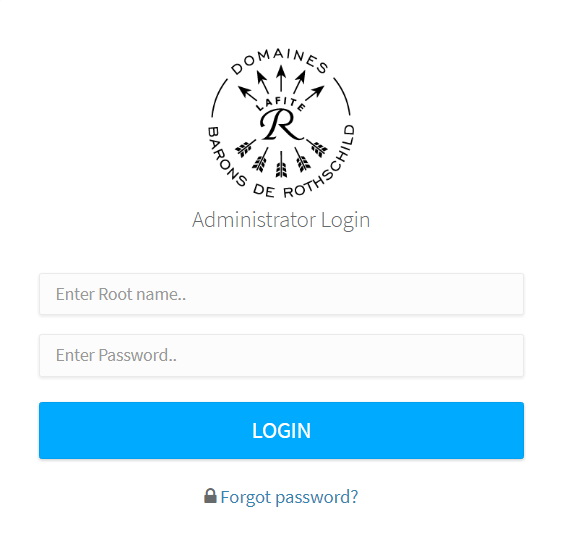 DOMAINES
LAFITE
R
BARONS DE ROTHSCHILD
Administrator Login
Enter Root name..
Enter Password..
LOGIN
Forgot password?